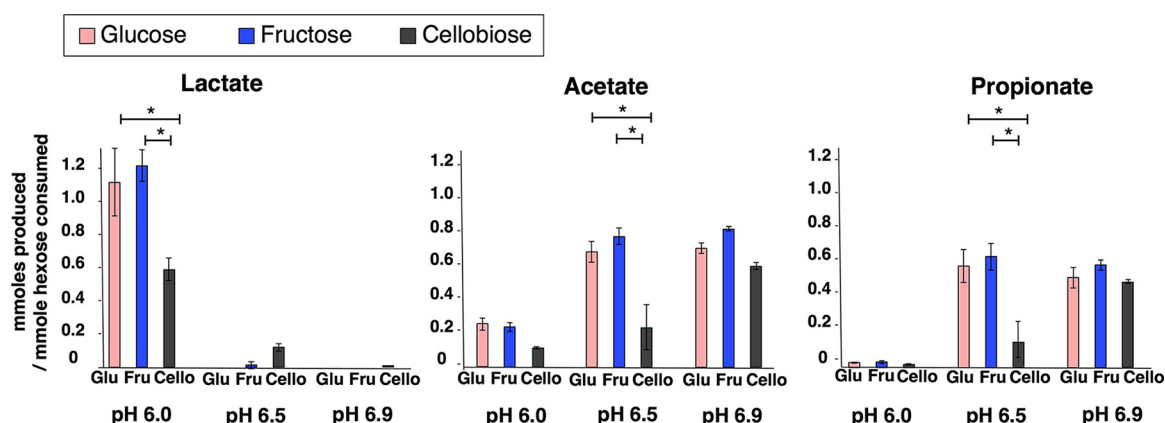 Glucose Fructose Cellobiose
Lactate Acetate Propionate
* * *
* * *
mmoles produced
/ mmole hexose consumed
1.2 1.2 1.2
1.0 1.0 1.0
0.8 0.8 0.8
0.6 0.6 0.6
0.4 0.4 0.4
0.2 0.2 0.2
0 0 0
Glu Fru Cello Glu Fru Cello Glu Fru Cello Glu Fru Cello Glu Fru Cello Glu Fru Cello Glu Fru Cello Glu Fru Cello Glu Fru Cello
pH 6.0 pH 6.5 pH 6.9 pH 6.0 pH 6.5 pH 6.9 pH 6.0 pH 6.5 pH 6.9